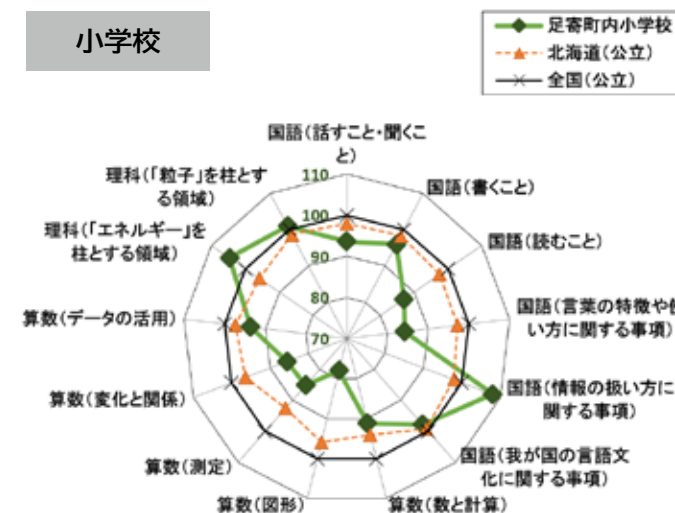 小学校
足寄町内小学校
北海道(公立)
全国(公立)
国語(話すこと・聞くこ
と)
国語(書くこと)
国語(読むこと)
国語(言葉の特徴や使
い方に関する事項)
国語(情報の扱い方に
関する事項)
国語(我が国の言語文
化に関する事項)
算数(数と計算)
算数(図形)
算数(測定)
算数(変化と関係)
算数(データの活用)
理科(「エネルギー」を
柱とする領域)
理科(「粒子」を柱とす
る領域)
110
100
90
80
70